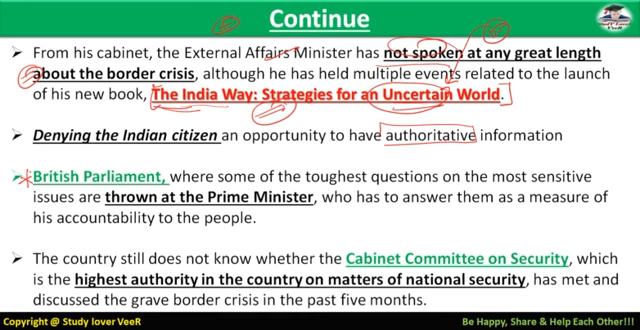 Continue
Study Lover
VeeR
➢ From his cabinet, the External Affairs Minister has not spoken at any great length
about the border crisis, although he has held multiple events related to the launch
of his new book, The India Way: Strategies for an Uncertain World.
➢ Denying the Indian citizen an opportunity to have authoritative information
➢ British Parliament, where some of the toughest questions on the most sensitive
issues are thrown at the Prime Minister, who has to answer them as a measure of
his accountability to the people.
➢ The country still does not know whether the Cabinet Committee on Security, which
is the highest authority in the country on matters of national security, has met and
discussed the grave border crisis in the past five months.
Copyright @ Study lover VeeR
Be Happy, Share & Help Each Other!!!